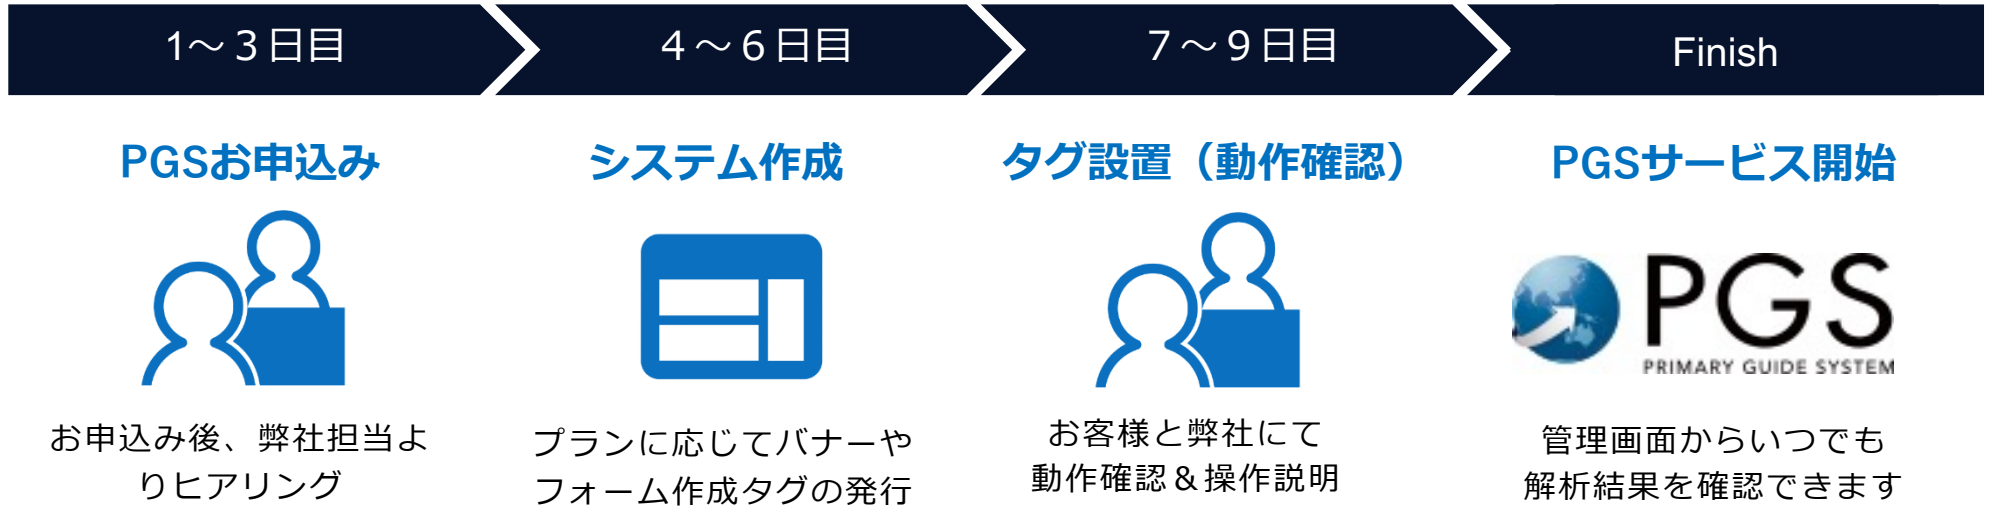 1～３日目
４～６日目
７～９日目
Finish
PGSお申込み
システム作成
タグ設置（動作確認）
PGSサービス開始
PGS
PRIMARY GUIDE SYSTEM
お申込み後、弊社担当よ
りヒアリング
プランに応じてバナーや
フォーム作成タグの発行
お客様と弊社にて
動作確認＆操作説明
管理画面からいつでも
解析結果を確認できます